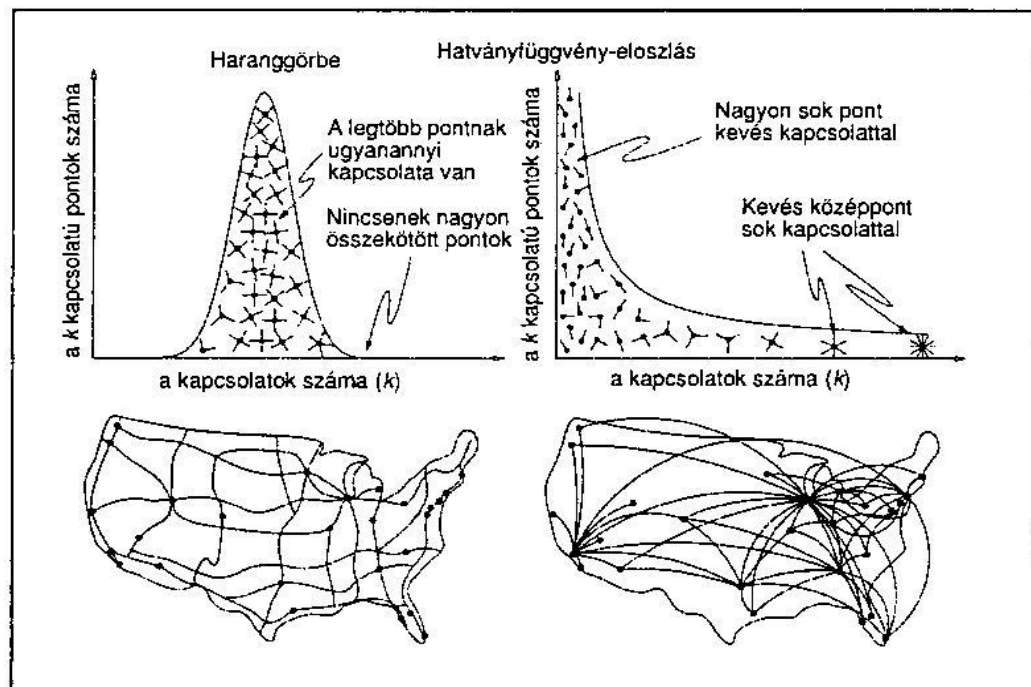 Haranggörbe
a k kapcsolatú pontok száma
A legtöbb pontnak
ugyanannyi
kapcsolata van
Nincsenek nagyon
összekötött pontok
a kapcsolatok száma (k)
Hatványfüggvény-eloszlás
a k kapcsolatú pontok száma
Nagyon sok pont
kevés kapcsolattal
Kevés középpont
sok kapcsolattal
a kapcsolatok száma (k)